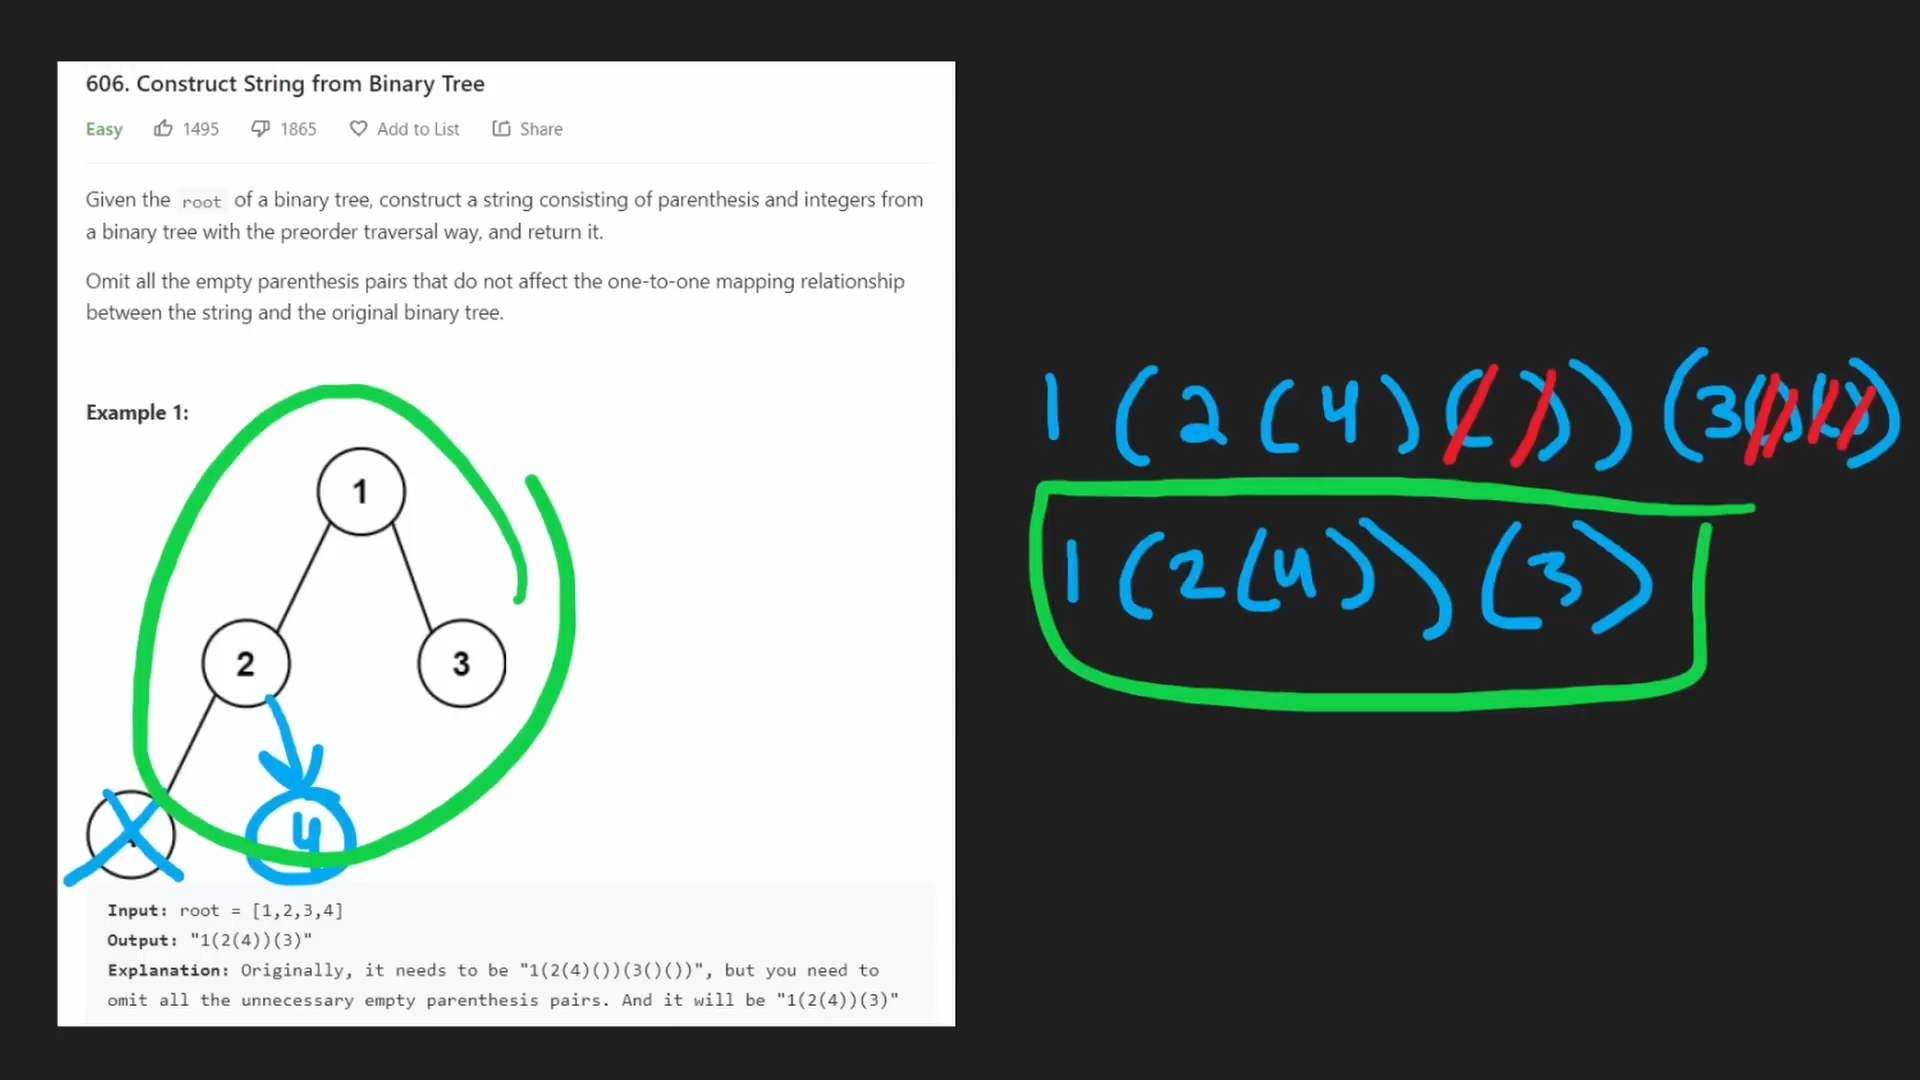 606. Construct String from Binary Tree
Easy 1495 1865 Add to List Share
Given the root of a binary tree, construct a string consisting of parenthesis and integers from
a binary tree with the preorder traversal way, and return it.
Omit all the empty parenthesis pairs that do not affect the one-to-one mapping relationship
between the string and the original binary tree.
Example 1:
1
2
3
4
Input: root = [1,2,3,4]
Output: "1(2(4))(3)"
Explanation: Originally, it needs to be "1(2(4)())(3()())", but you need to
omit all the unnecessary empty parenthesis pairs. And it will be "1(2(4))(3)"
1(2(4)())(3()())
1(2(4))(3)